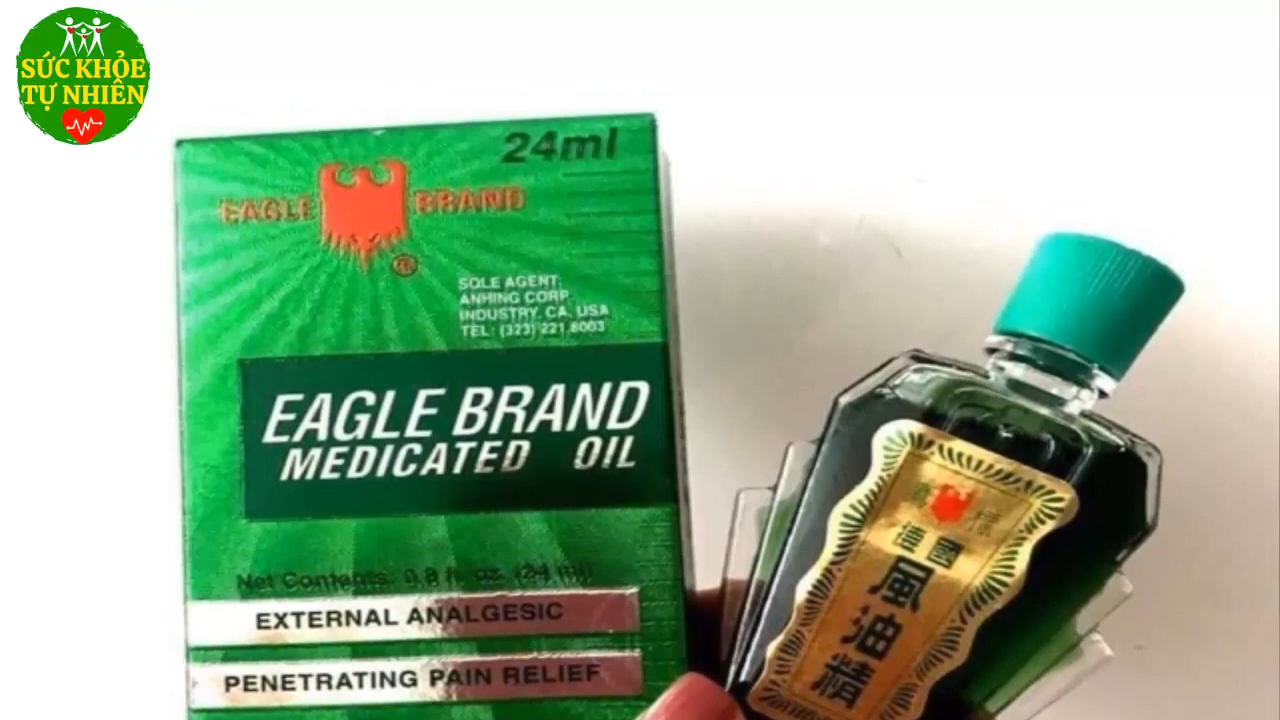 SỨC KHỎE
TỰ NHIÊN
24ml
EAGLE BRAND
SOLE AGENT:
ANHING CORP.
INDUSTRY, CA. USA
TEL: (323) 221 8003
EAGLE BRAND
MEDICATED OIL
Net Contents: 0.8 fl. oz. (24 ml)
EXTERNAL ANALGESIC
PENETRATING PAIN RELIEF
德國
風
油
精